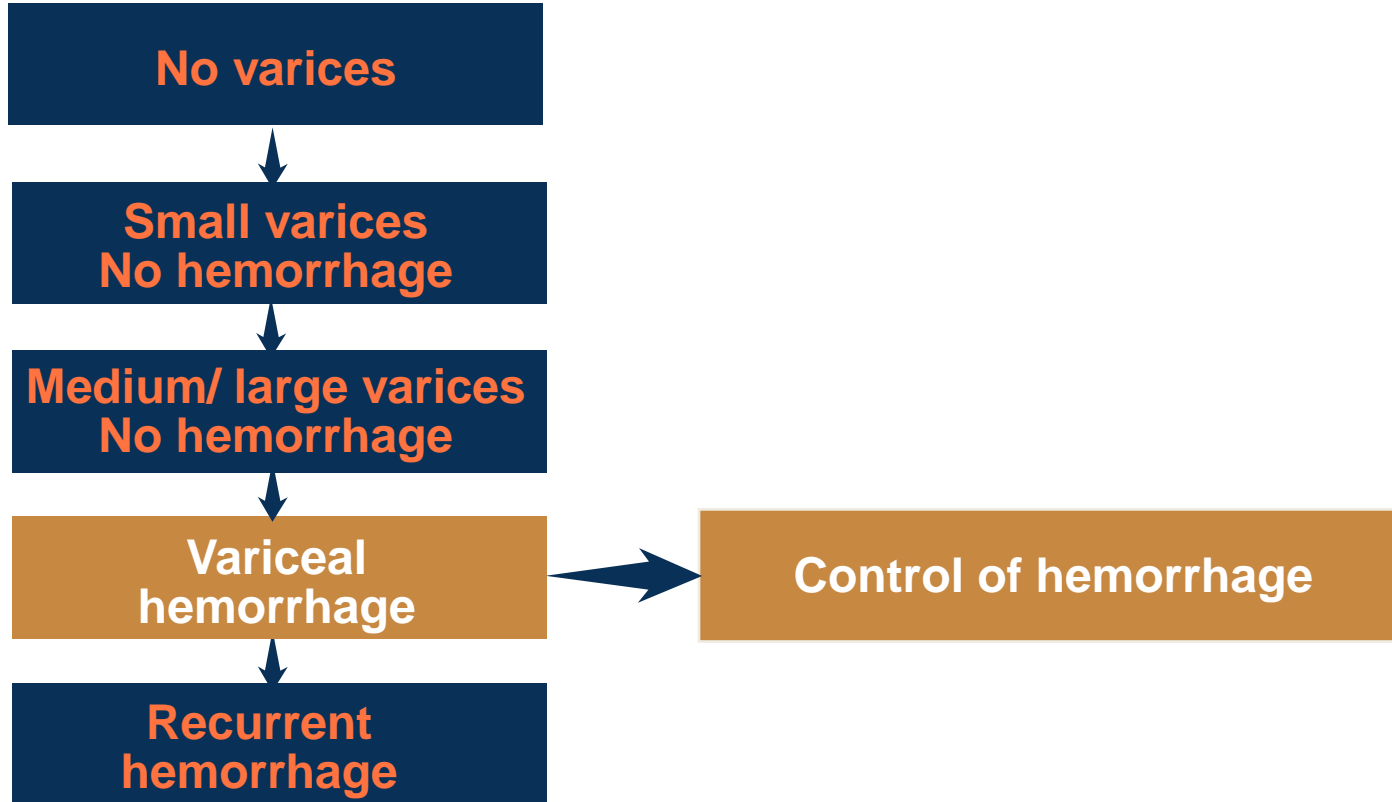 No varices
Small varices
No hemorrhage
Medium/ large varices
No hemorrhage
Variceal
hemorrhage
Control of hemorrhage
Recurrent
hemorrhage